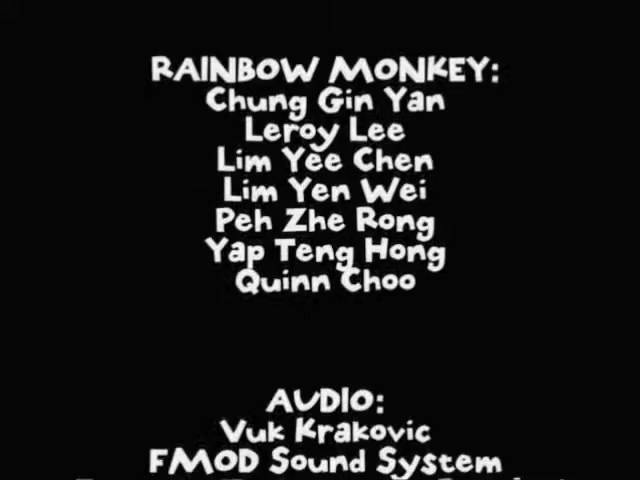 RAINBOW MONKEY:
Chung Gin Yan
Leroy Lee
Lim Yee Chen
Lim Yen Wei
Peh Zhe Rong
Yap Teng Hong
Quinn Choo
AUDIO:
Vuk Krakovic
FMOD Sound System